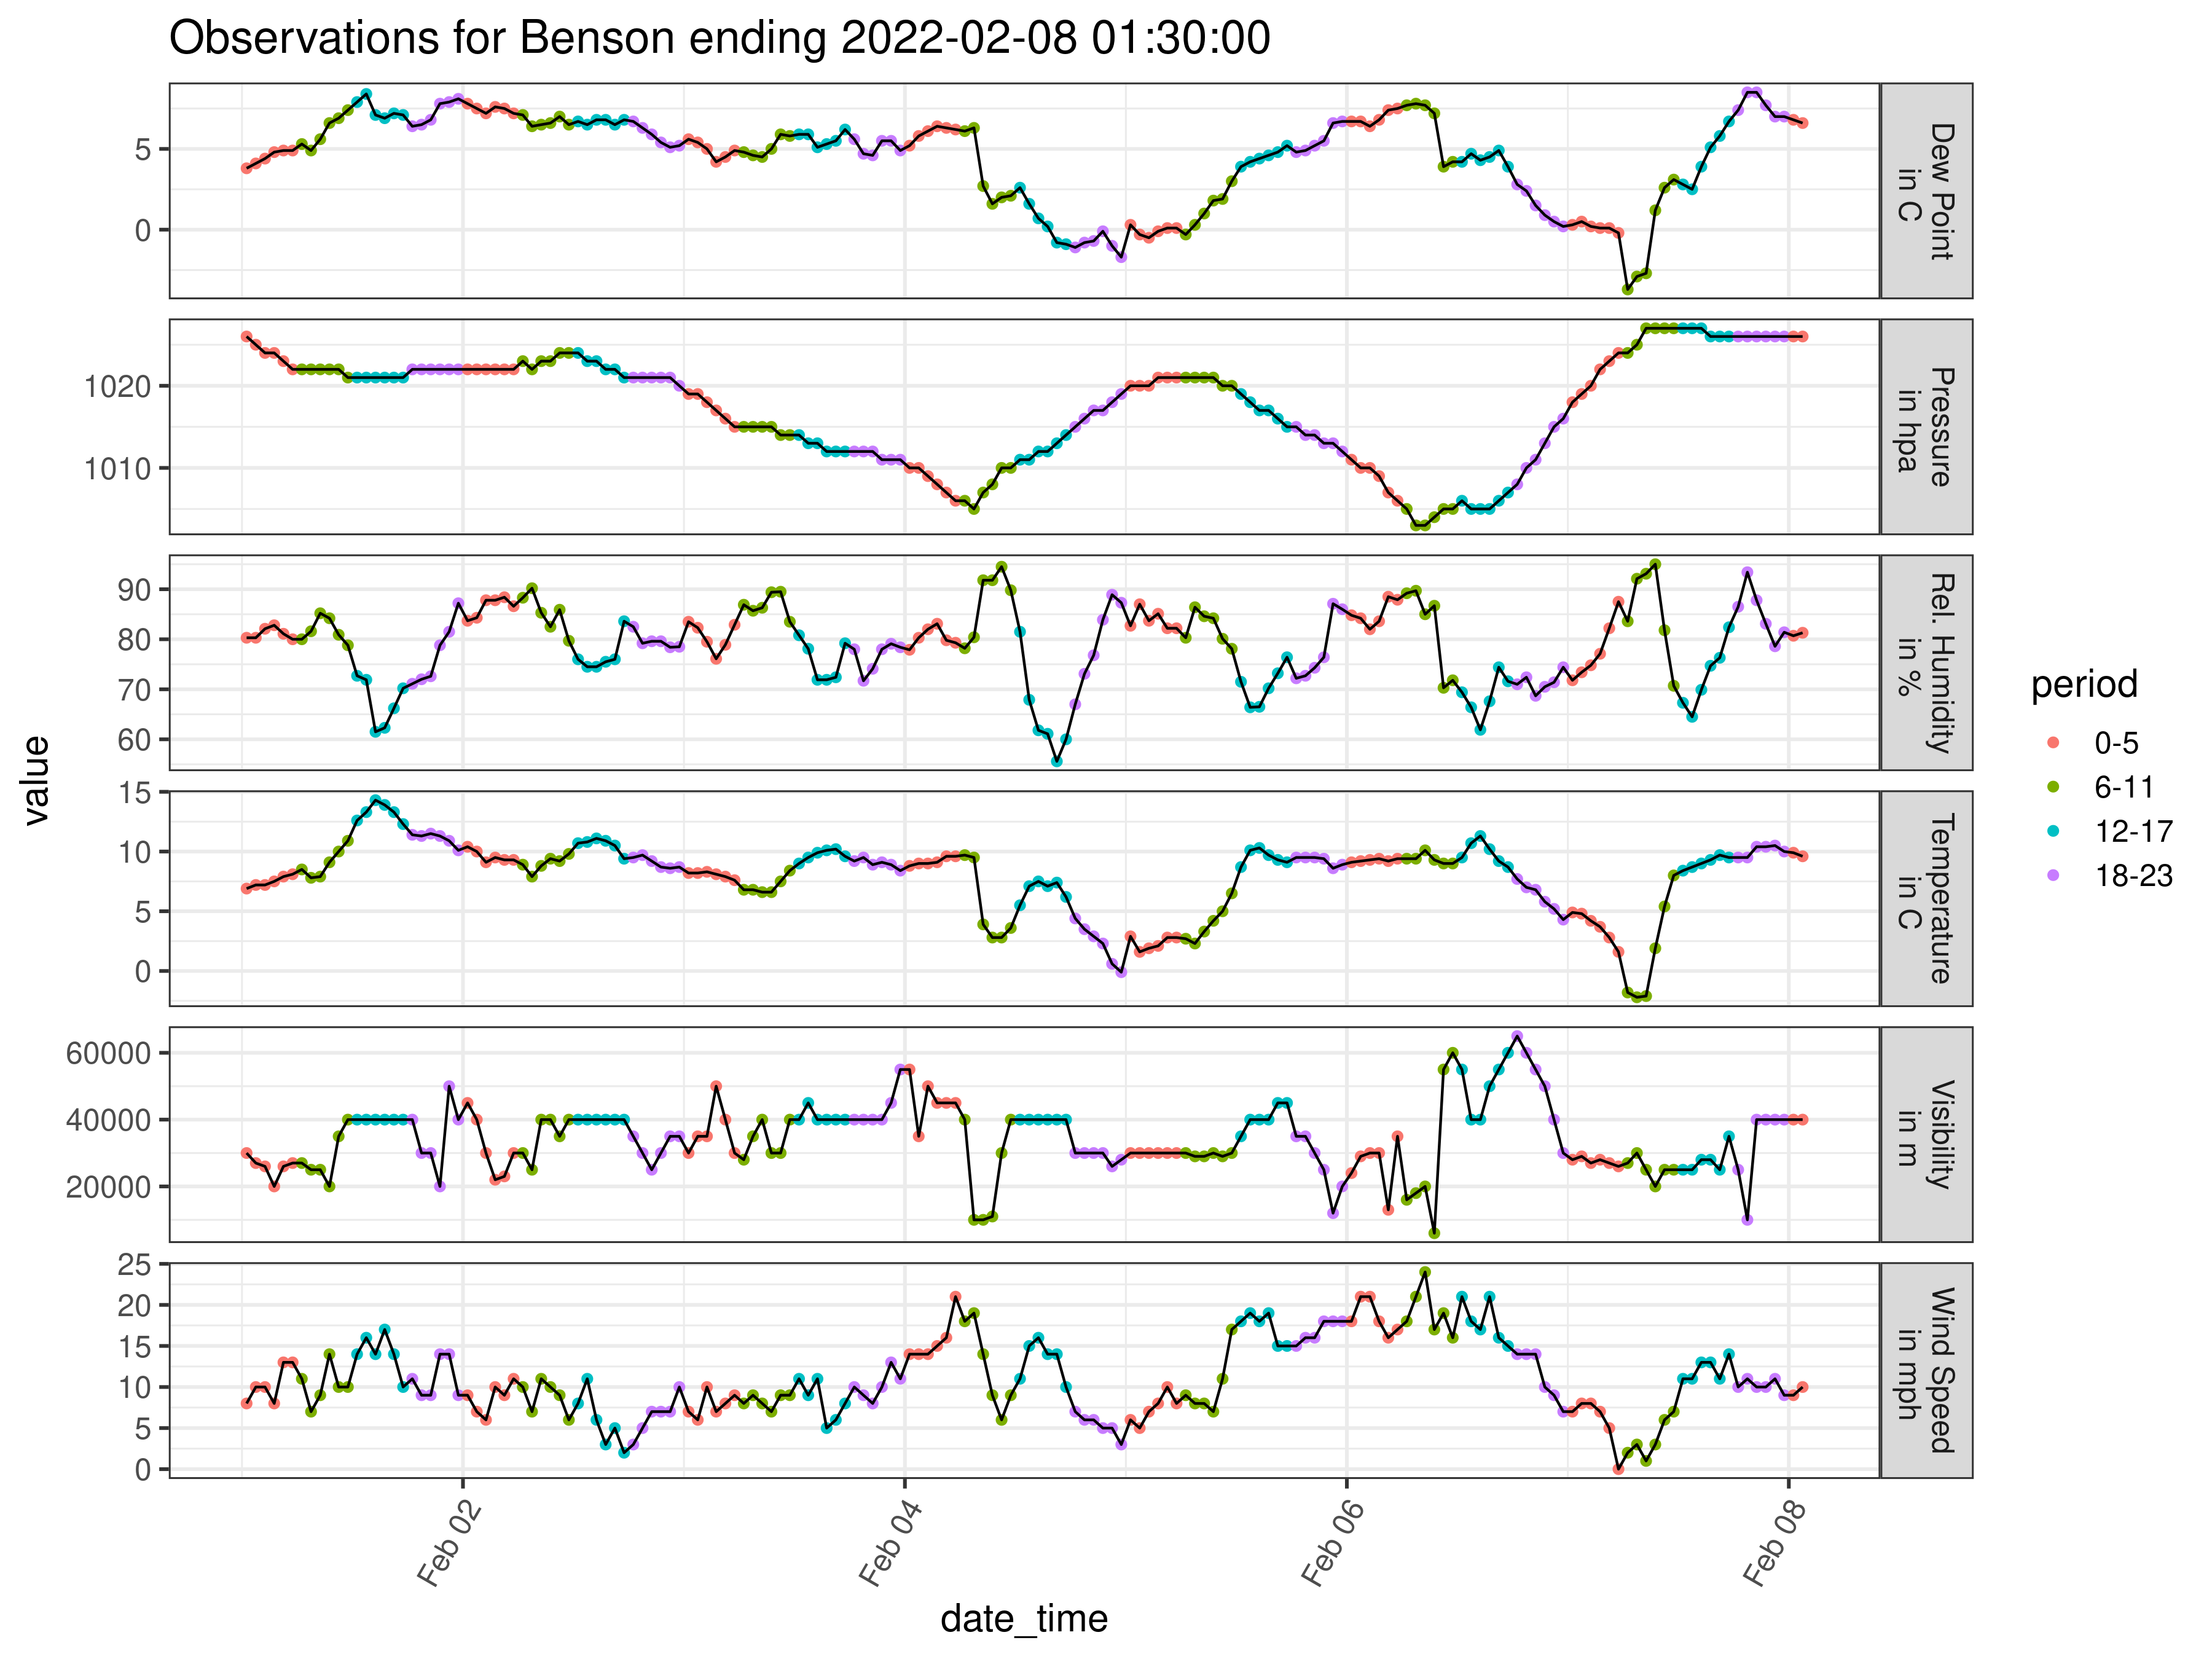 Observations for Benson ending 2022-02-08 01:30:00
5
0
Dew Point
in C
1020
1010
Pressure
in hpa
90
80
70
60
Rel. Humidity
in %
15
10
5
0
Temperature
in C
60000
40000
20000
Visibility
in m
25
20
15
10
5
0
Wind Speed
in mph
value
Feb 02
Feb 04
Feb 06
Feb 08
date_time
period
0-5
6-11
12-17
18-23